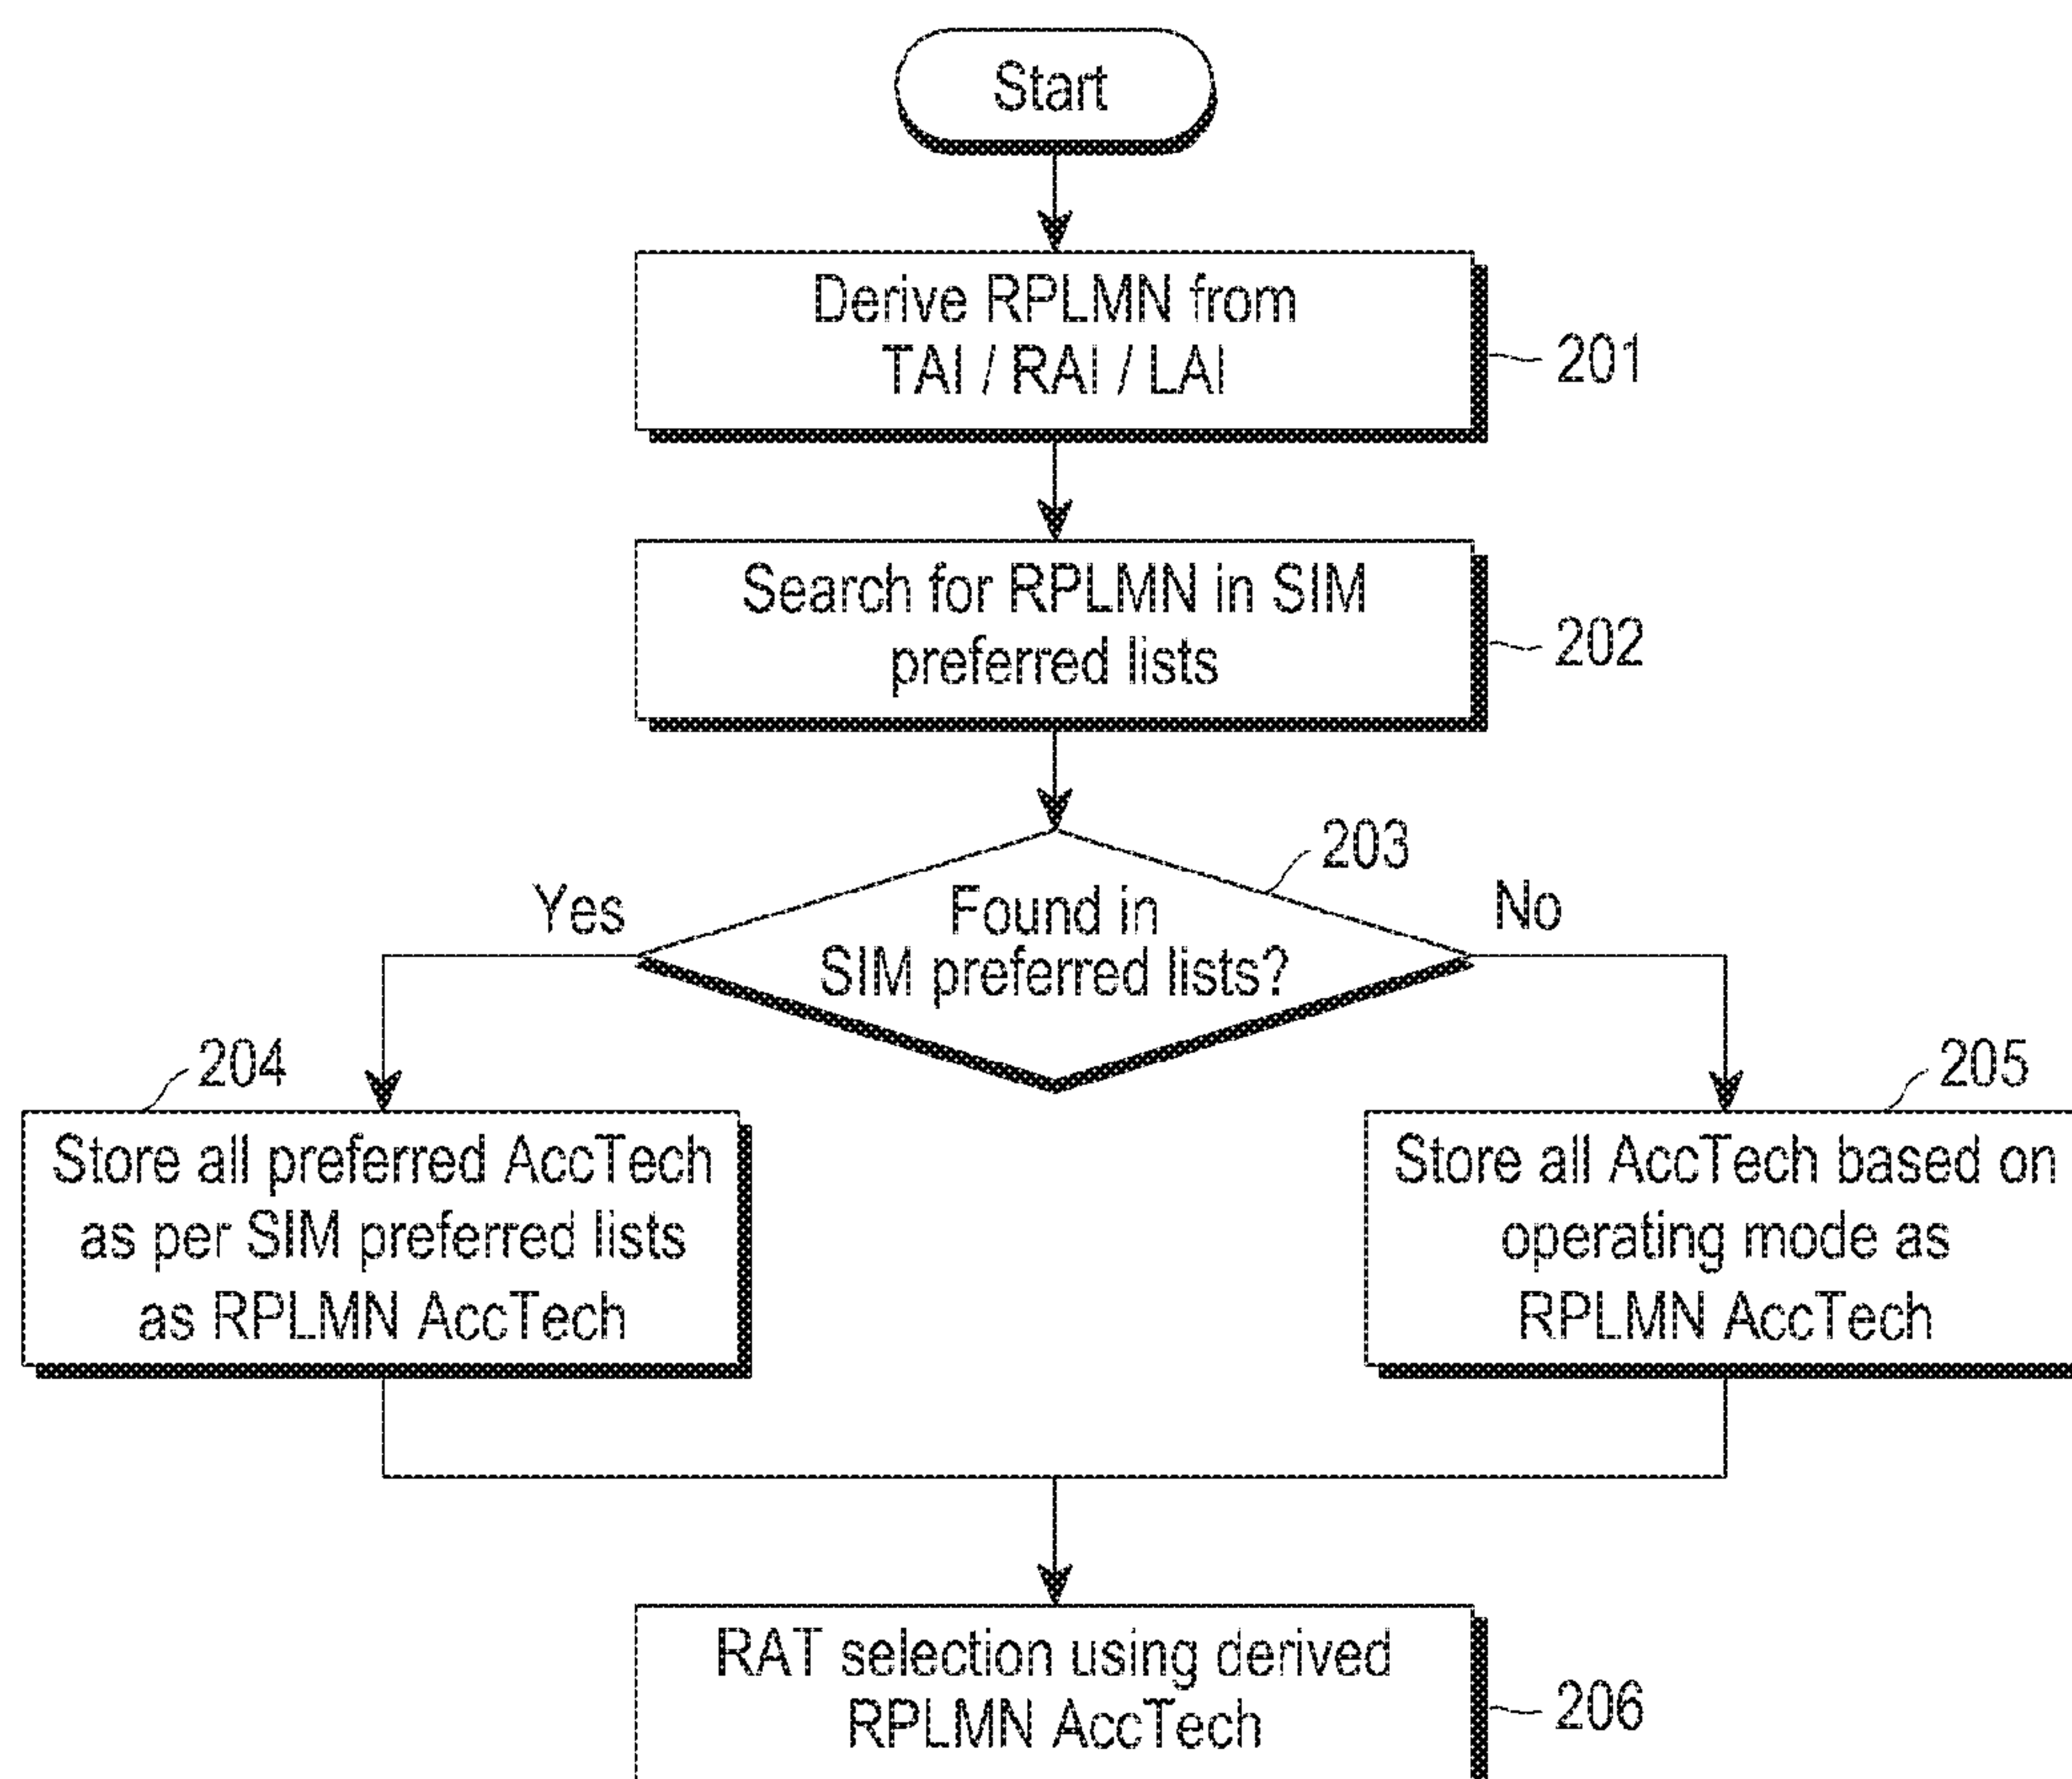 Start
Derive RPLMN from
TAI / RAI / LAI
201
Search for RPLMN in SIM
preferred lists
202
203
Found in
SIM preferred lists?
Yes
No
204
Store all preferred AccTech
as per SIM preferred lists
as RPLMN AccTech
205
Store all AccTech based on
operating mode as
RPLMN AccTech
RAT selection using derived
RPLMN AccTech
206